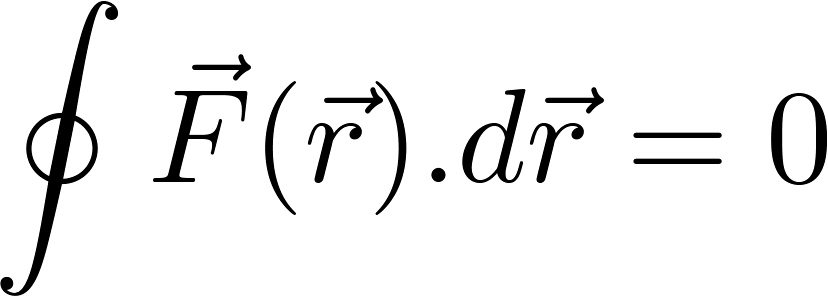 ∮ F⃗(r⃗).dr⃗ = 0